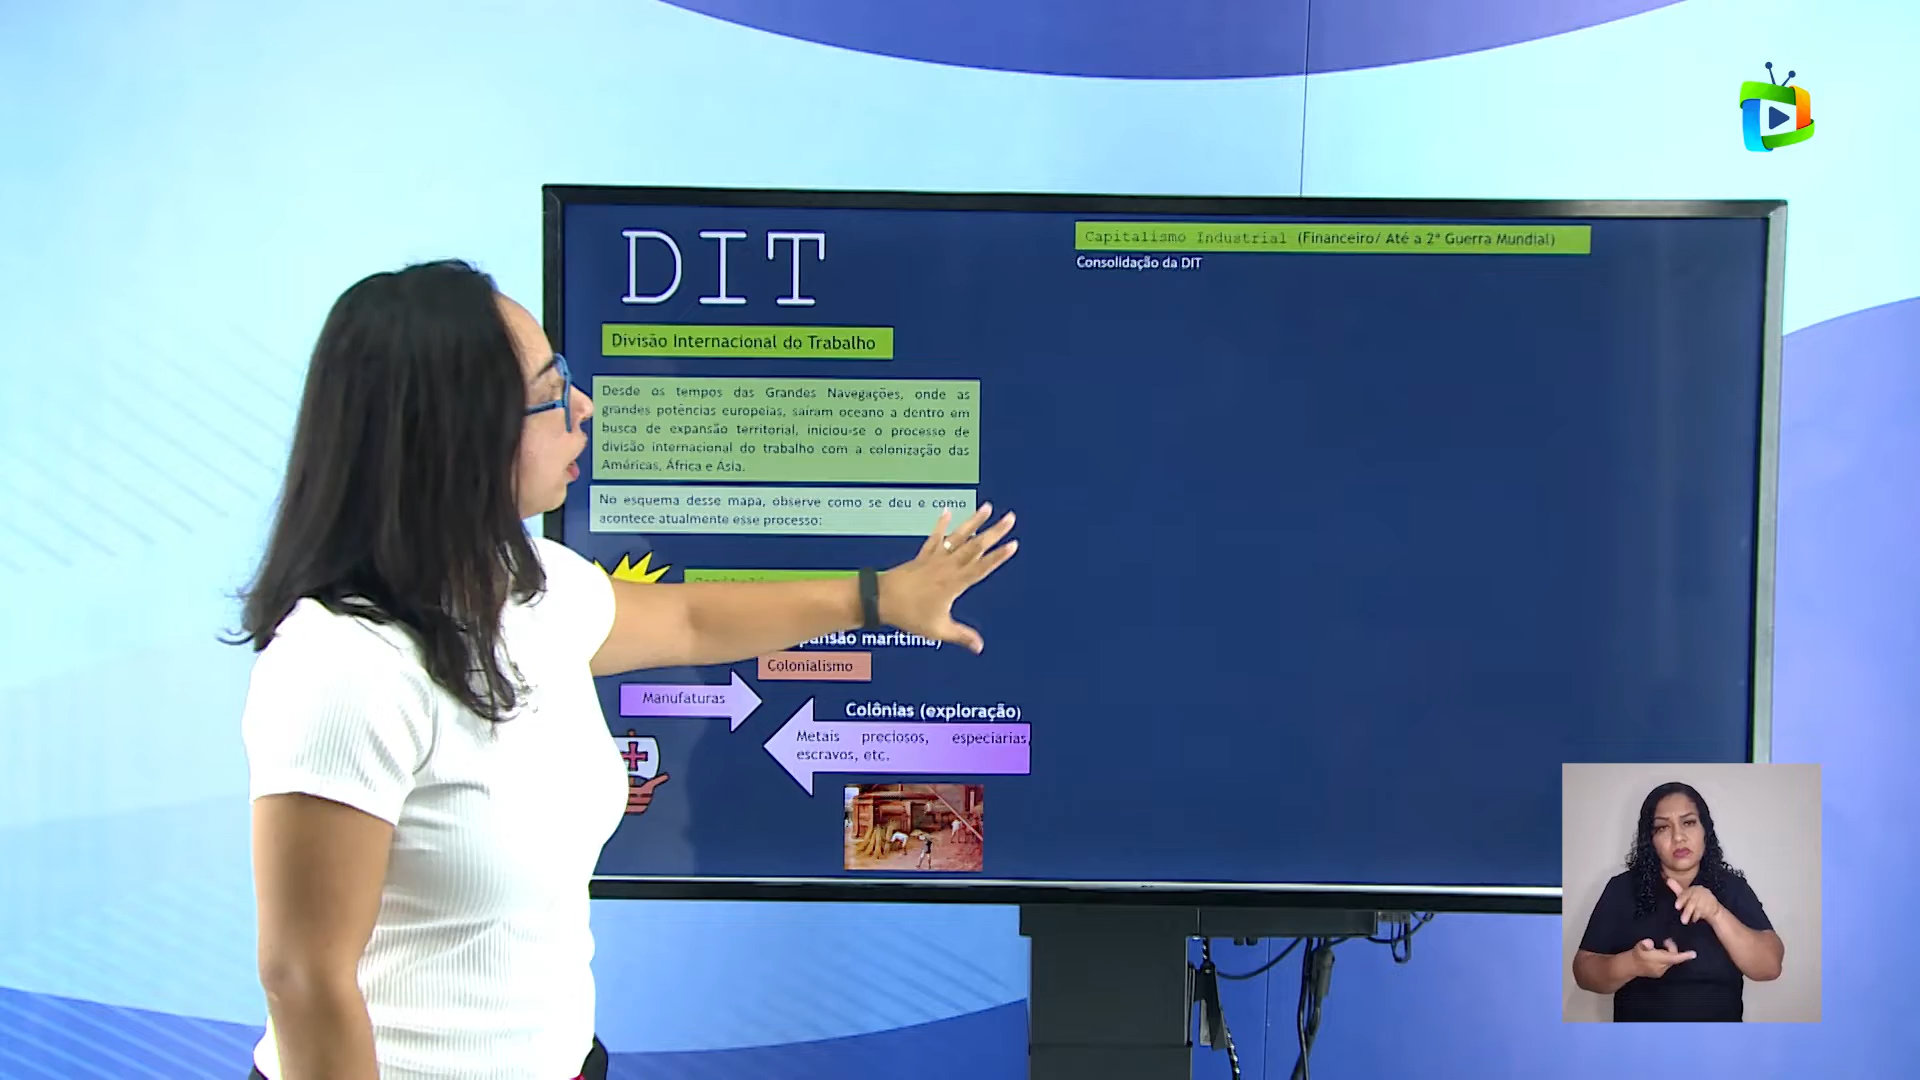 DIT
Divisão Internacional do Trabalho
Desde os tempos das Grandes Navegações, onde as
grandes potências europeias, saíram oceano a dentro em
busca de expansão territorial, iniciou-se o processo de
divisão internacional do trabalho com a colonização das
Américas, África e Ásia.
No esquema desse mapa, observe como se deu e como
acontece atualmente esse processo:
marítima)
Colonialismo
Manufaturas
Colônias (exploração)
Metais preciosos, especiarias,
escravos, etc.
Capitalismo Industrial (Financeiro/ Até a 2ª Guerra Mundial)
Consolidação da DIT